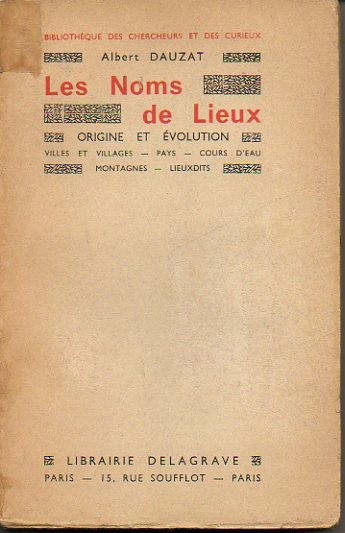 BIBLIOTHÈQUE DES CHERCHEURS ET DES CURIEUX
Albert DAUZAT
Les Noms
de Lieux
ORIGINE ET ÉVOLUTION
VILLES ET VILLAGES — PAYS — COURS D'EAU
MONTAGNES — LIEUXDITS
LIBRAIRIE DELAGRAVE
PARIS — 15, RUE SOUFFLOT — PARIS